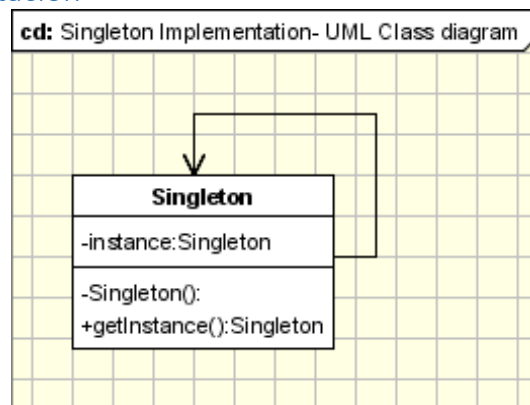 cd: Singleton Implementation- UML Class diagram
Singleton
-instance:Singleton
-Singleton():
+getInstance():Singleton